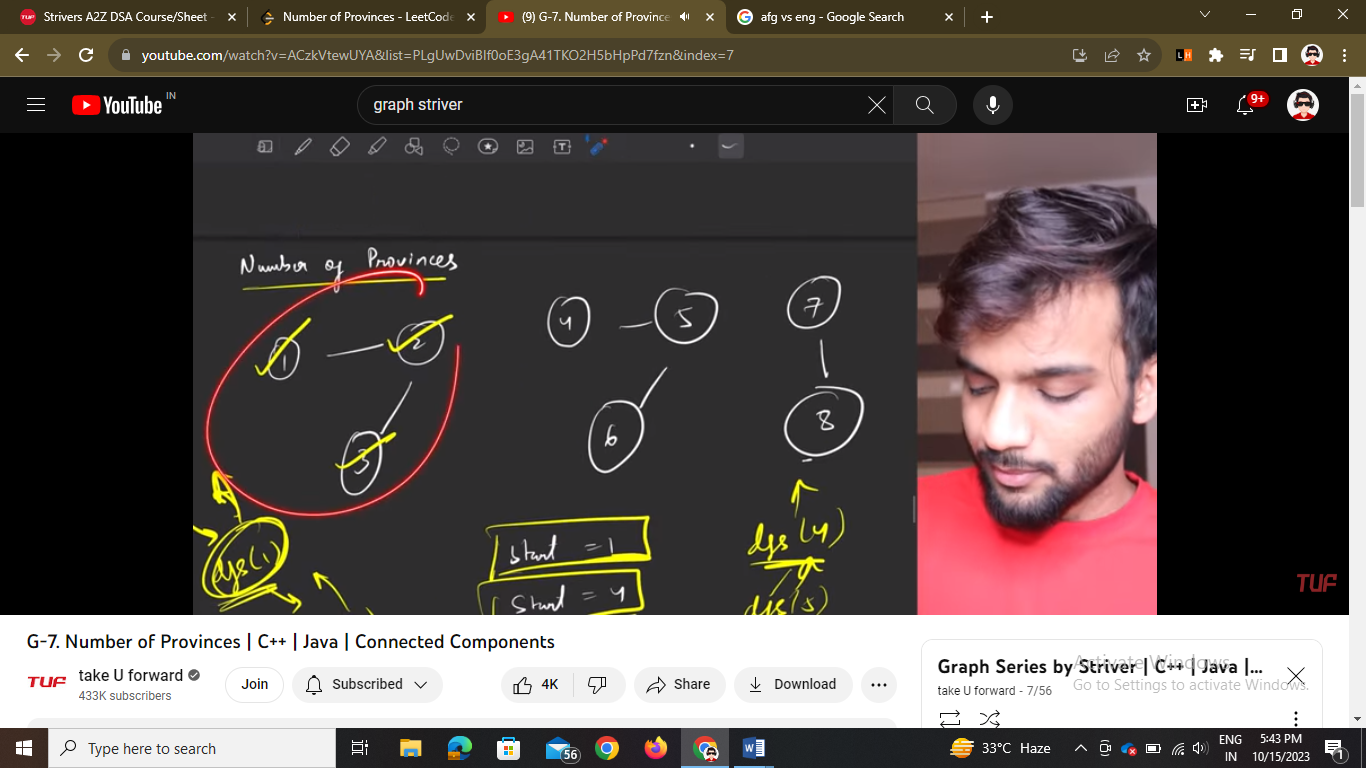 Strivers A2Z DSA Course/Sheet -
Number of Provinces - LeetCode
(9) G-7. Number of Province
afg vs eng - Google Search
youtube.com/watch?v=ACzkVtewUYA&list=PLgUwDviBIf0oE3gA41TKO2H5bHpPd7fzn&index=7
YouTube IN
graph striver
9+
Number of Provinces
1 2 4 5 7
3 6 8
dfs(1)
Start = 1
dfs(4)
Start = 4
dfs(5)
TUF
G-7. Number of Provinces | C++ | Java | Connected Components
TUF take U forward
433K subscribers
Join
Subscribed
4K
Share
Download
Graph Series by Striver | C++ | Java |...
take U forward - 7/56
Activate Windows
Go to Settings to activate Windows.
Type here to search
56
33°C Haze
ENG
IN
5:43 PM
10/15/2023
1